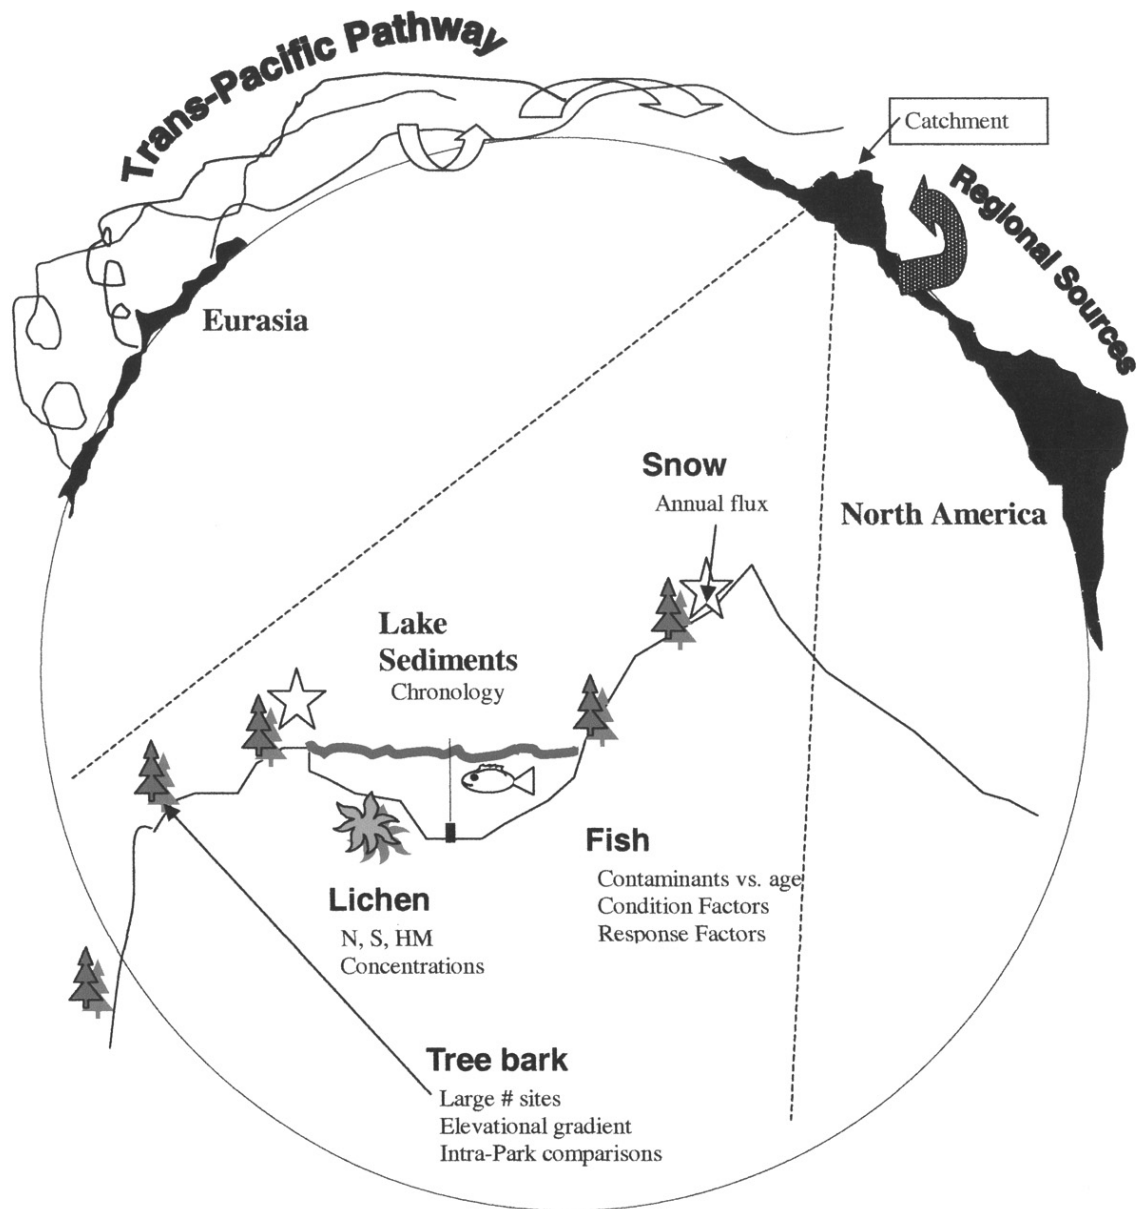 Trans-Pacific Pathway
Catchment
Regional Sources
Eurasia
Snow
Annual flux
North America
Lake
Sediments
Chronology
Fish
Contaminants vs. age
Condition Factors
Response Factors
Lichen
N, S, HM
Concentrations
Tree bark
Large # sites
Elevational gradient
Intra-Park comparisons